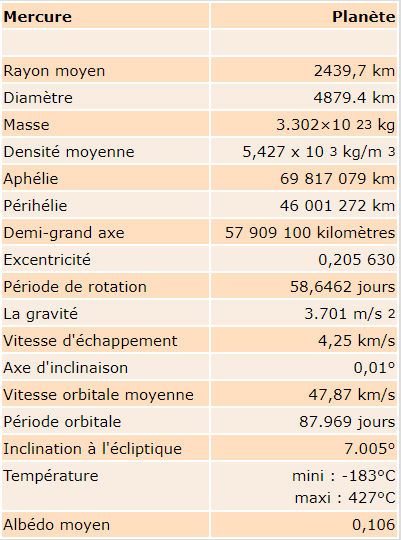 Mercure Planète
Rayon moyen 2439,7 km
Diamètre 4879.4 km
Masse 3.302×10 23 kg
Densité moyenne 5,427 x 10 3 kg/m 3
Aphélie 69 817 079 km
Périhélie 46 001 272 km
Demi-grand axe 57 909 100 kilomètres
Excentricité 0,205 630
Période de rotation 58,6462 jours
La gravité 3.701 m/s 2
Vitesse d'échappement 4,25 km/s
Axe d'inclinaison 0,01°
Vitesse orbitale moyenne 47,87 km/s
Période orbitale 87.969 jours
Inclination à l'écliptique 7.005°
Température mini : -183°C
maxi : 427°C
Albédo moyen 0,106